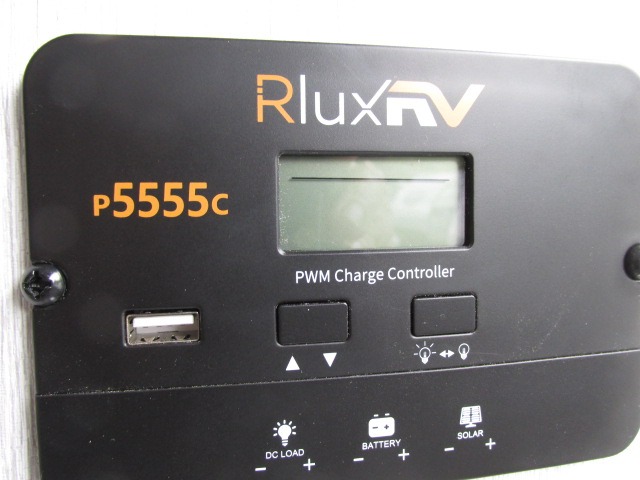 RluxRV
P5555C
PWM Charge Controller
▲ ▼
DC LOAD
BATTERY
SOLAR
− +
− +
− +